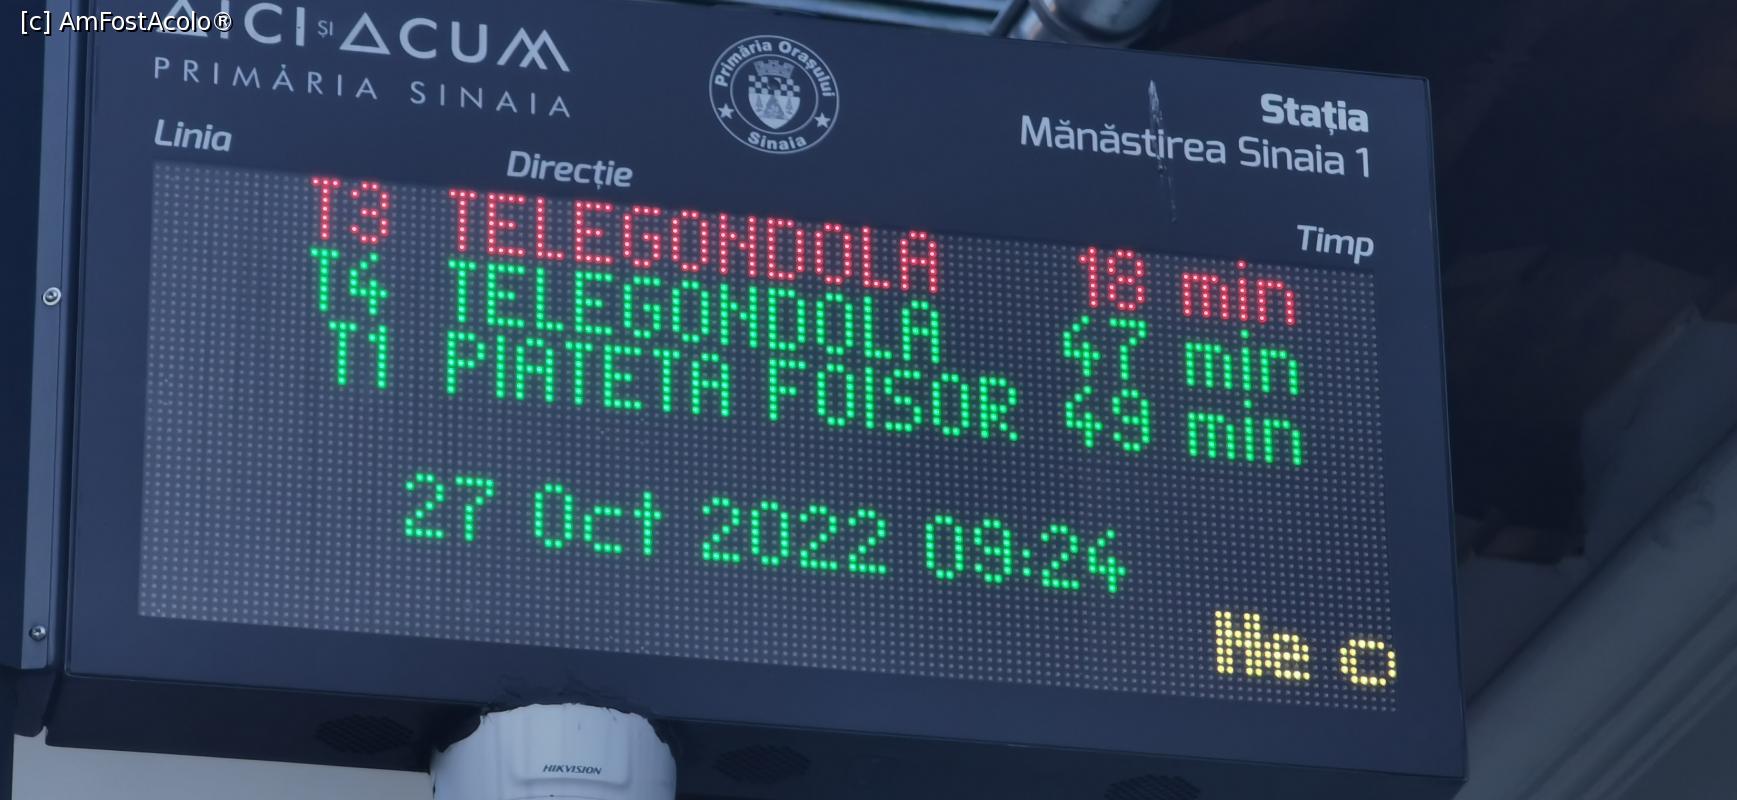 [c] AmFostAcolo®
AICI ȘI ACUM
PRIMĂRIA SINAIA
Primăria Orașului
Sinaia
Stația
Mănăstirea Sinaia 1
Linia Direcție Timp
T3 TELEGONDOLA 18 min
T4 TELEGONDOLA 47 min
T1 PIATETA FOISOR 49 min
27 Oct 2022 09:24
HIKVISION